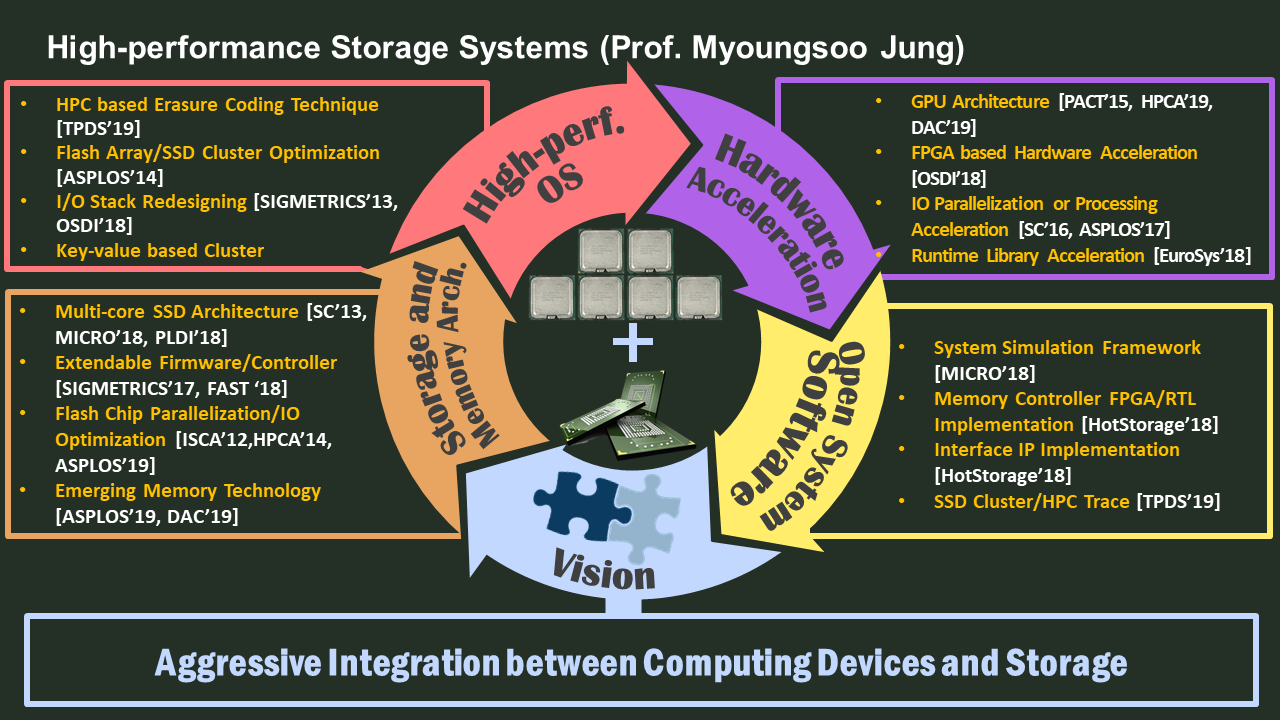 High-performance Storage Systems (Prof. Myoungsoo Jung)
• HPC based Erasure Coding Technique
[TPDS’19]
• Flash Array/SSD Cluster Optimization
[ASPLOS’14]
• I/O Stack Redesigning [SIGMETRICS’13,
OSDI’18]
• Key-value based Cluster
High-perf.
OS
Hardware
Acceleration
• GPU Architecture [PACT’15, HPCA’19,
DAC’19]
• FPGA based Hardware Acceleration
[OSDI’18]
• IO Parallelization or Processing
Acceleration [SC’16, ASPLOS’17]
• Runtime Library Acceleration [EuroSys’18]
• Multi-core SSD Architecture [SC’13,
MICRO’18, PLDI’18]
• Extendable Firmware/Controller
[SIGMETRICS’17, FAST ‘18]
• Flash Chip Parallelization/IO
Optimization [ISCA’12,HPCA’14,
ASPLOS’19]
• Emerging Memory Technology
[ASPLOS’19, DAC’19]
Storage and
Memory Arch.
Open System
Software
• System Simulation Framework
[MICRO’18]
• Memory Controller FPGA/RTL
Implementation [HotStorage’18]
• Interface IP Implementation
[HotStorage’18]
• SSD Cluster/HPC Trace [TPDS’19]
Vision
Aggressive Integration between Computing Devices and Storage